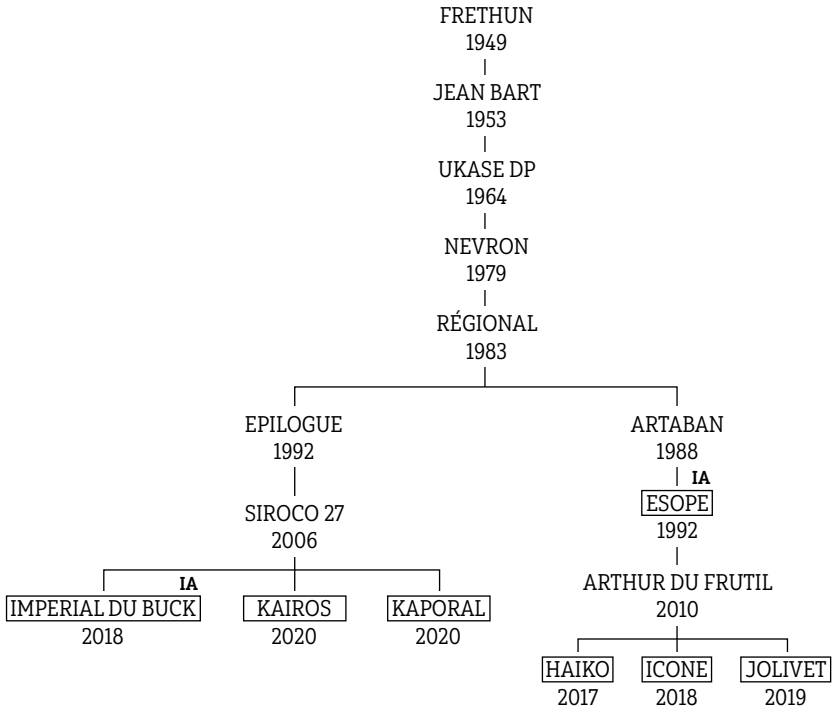 FRETHUN
1949
JEAN BART
1953
UKASE DP
1964
NEVRON
1979
RÉGIONAL
1983
EPILOGUE
1992
SIROCO 27
2006
IA
IMPERIAL DU BUCK
2018
KAIROS
2020
KAPORAL
2020
ARTABAN
1988
IA
ESOPE
1992
ARTHUR DU FRUTIL
2010
HAIKO
2017
ICONE
2018
JOLIVET
2019